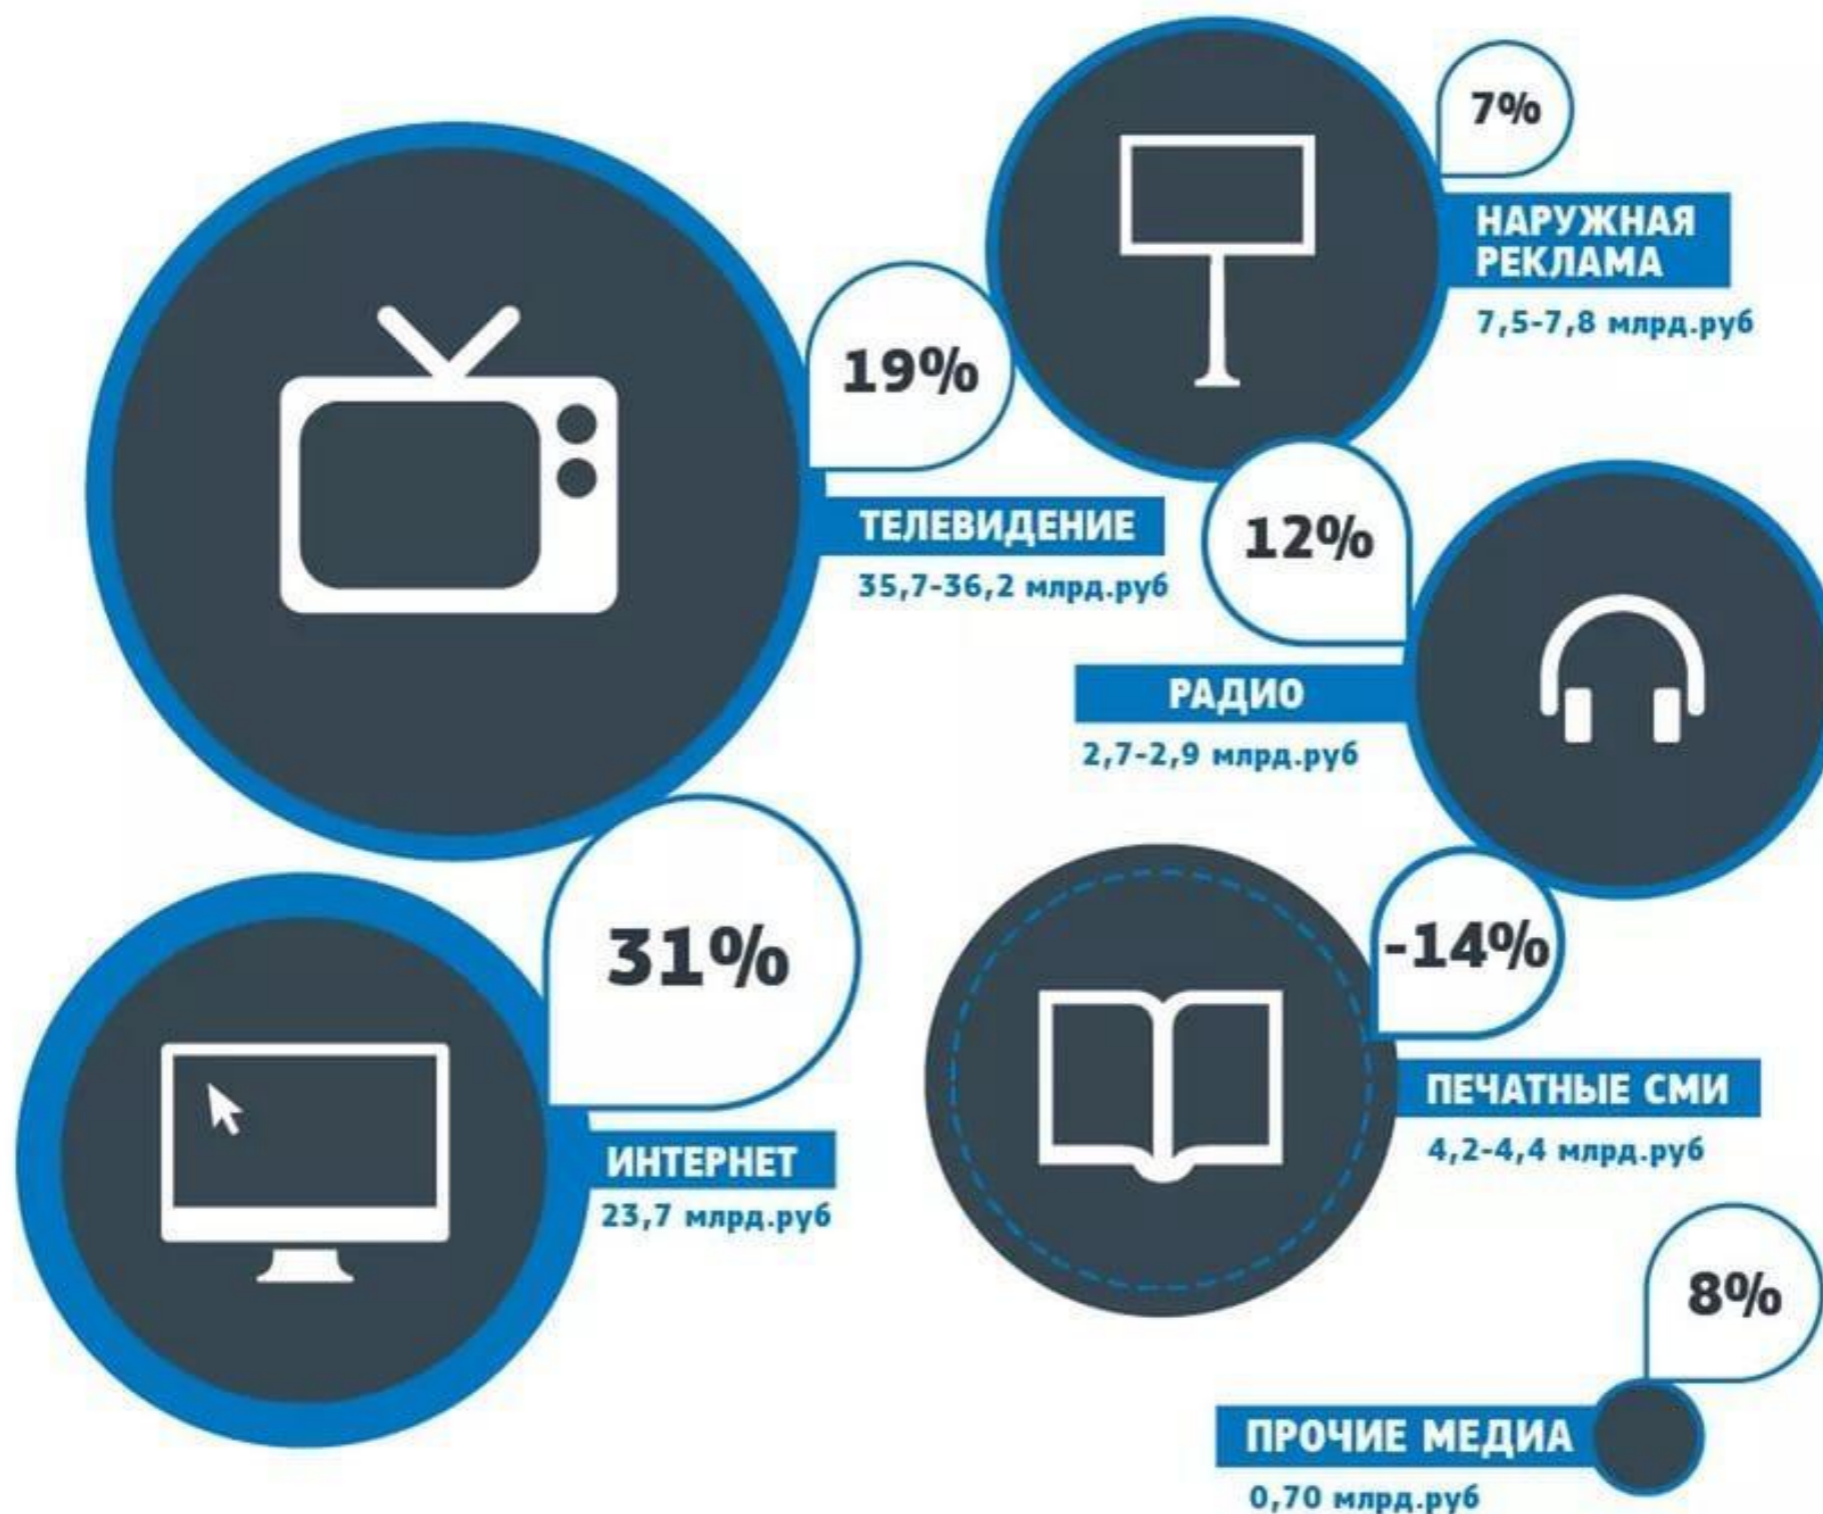 7%
НАРУЖНАЯ
РЕКЛАМА
7,5-7,8 млрд.руб
19%
ТЕЛЕВИДЕНИЕ
35,7-36,2 млрд.руб
12%
РАДИО
2,7-2,9 млрд.руб
31%
ИНТЕРНЕТ
23,7 млрд.руб
-14%
ПЕЧАТНЫЕ СМИ
4,2-4,4 млрд.руб
8%
ПРОЧИЕ МЕДИА
0,70 млрд.руб